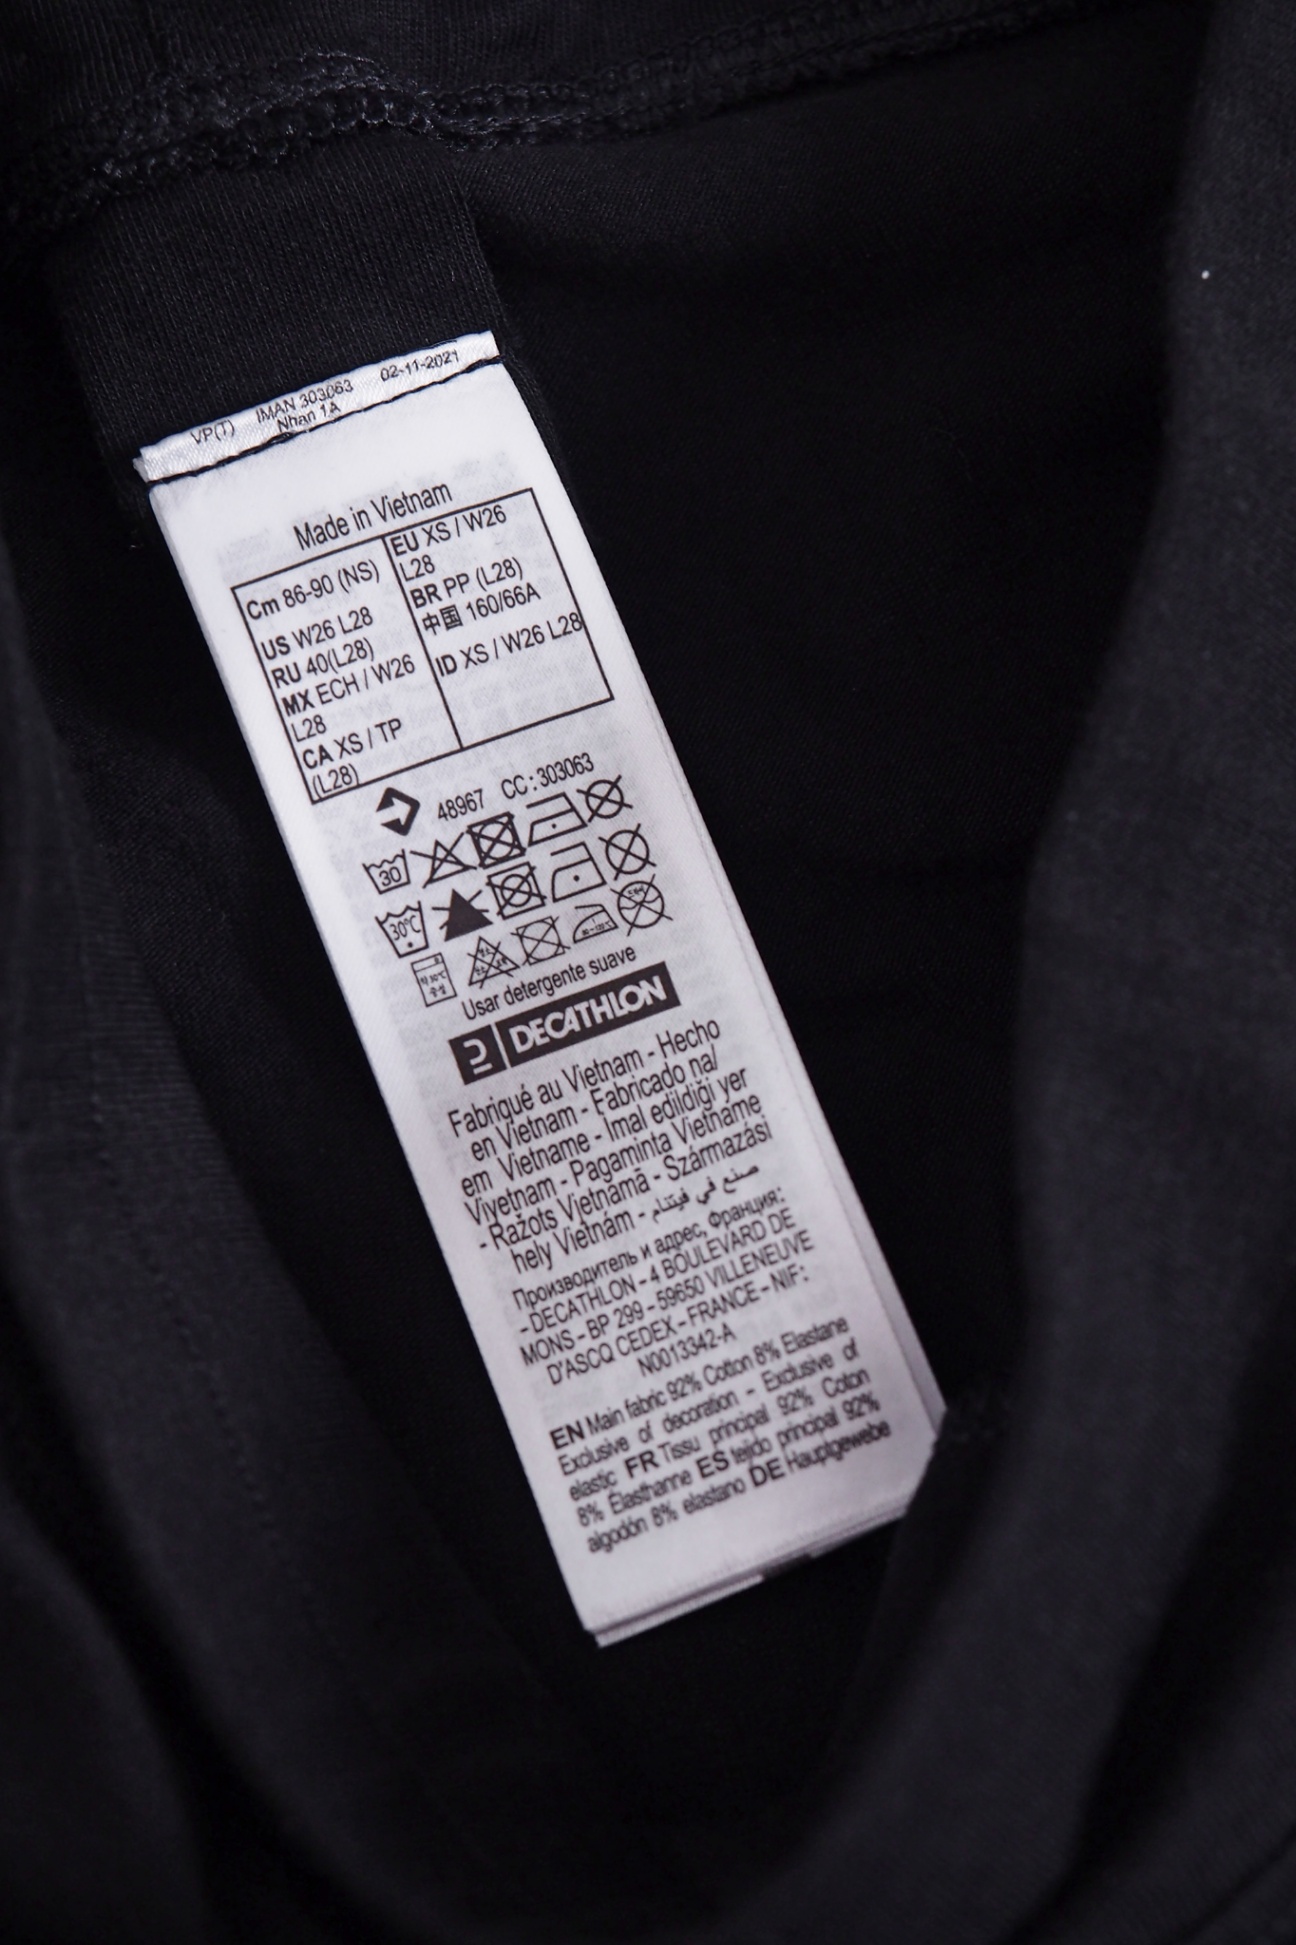 VP(T) IMAN 303063 02-11-2021
Nhan 1A
Made in Vietnam
Cm 86-90 (NS)
US W26 L28
RU 40(L28)
MX ECH / W26
L28
CA XS / TP
(L28)
EU XS / W26
L28
BR PP (L28)
中国 160/66A
ID XS / W26 L28
48967 CC : 303063
30
30°C
Usar detergente suave
DECATHLON
Fabriqué au Vietnam - Hecho
en Vietnam - Fabricado na/
em Vietname - Imal edildiği yer
Viyetnam - Pagaminta Vietname
- Ražots Vietnāmā - Származási
hely Vietnám - صنع في فيتنام
Производитель и адрес, Франция:
- DECATHLON - 4 BOULEVARD DE
MONS - BP 299 - 59650 VILLENEUVE
D'ASCQ CEDEX - FRANCE - NIF:
N0013342-A
EN Main fabric 92% Cotton 8% Elastane
Exclusive of decoration - Exclusive of
elastic FR Tissu principal 92% Coton
8% Élasthanne ES tejido principal 92%
algodón 8% elastano DE Hauptgewebe